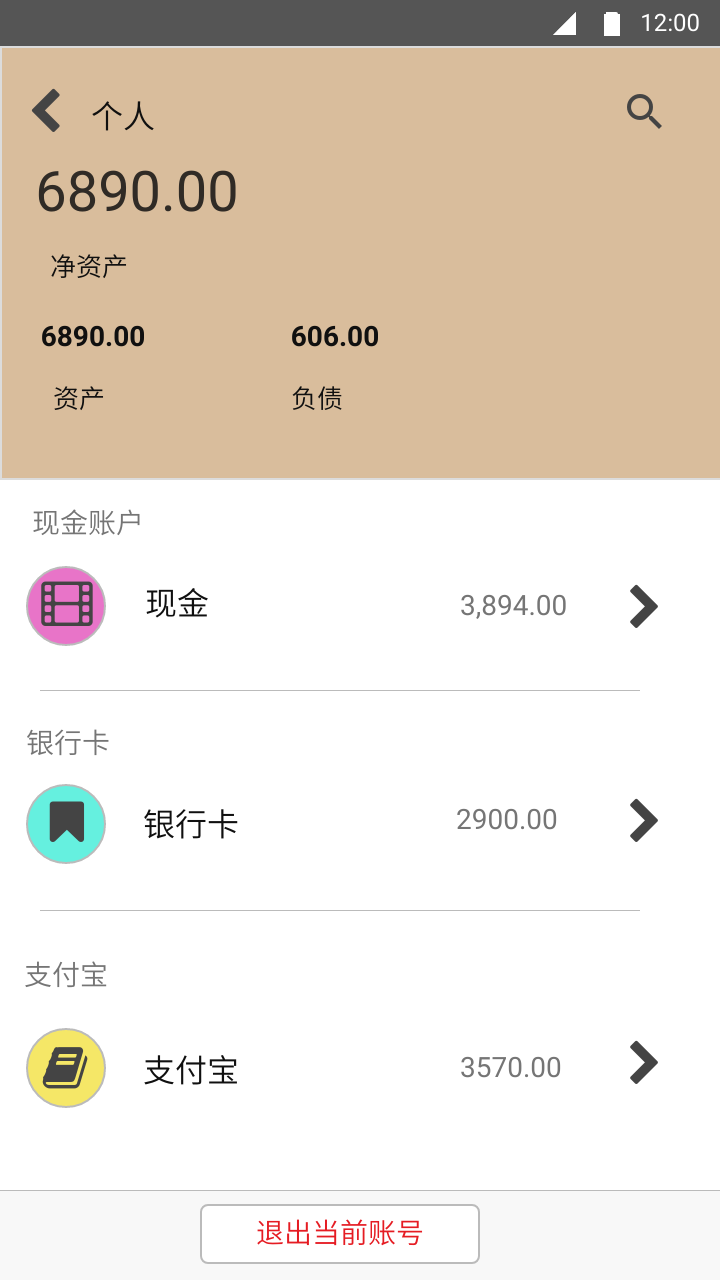 12:00
个人
6890.00
净资产
6890.00 606.00
资产 负债
现金账户
现金 3,894.00
银行卡
银行卡 2900.00
支付宝
支付宝 3570.00
退出当前账号